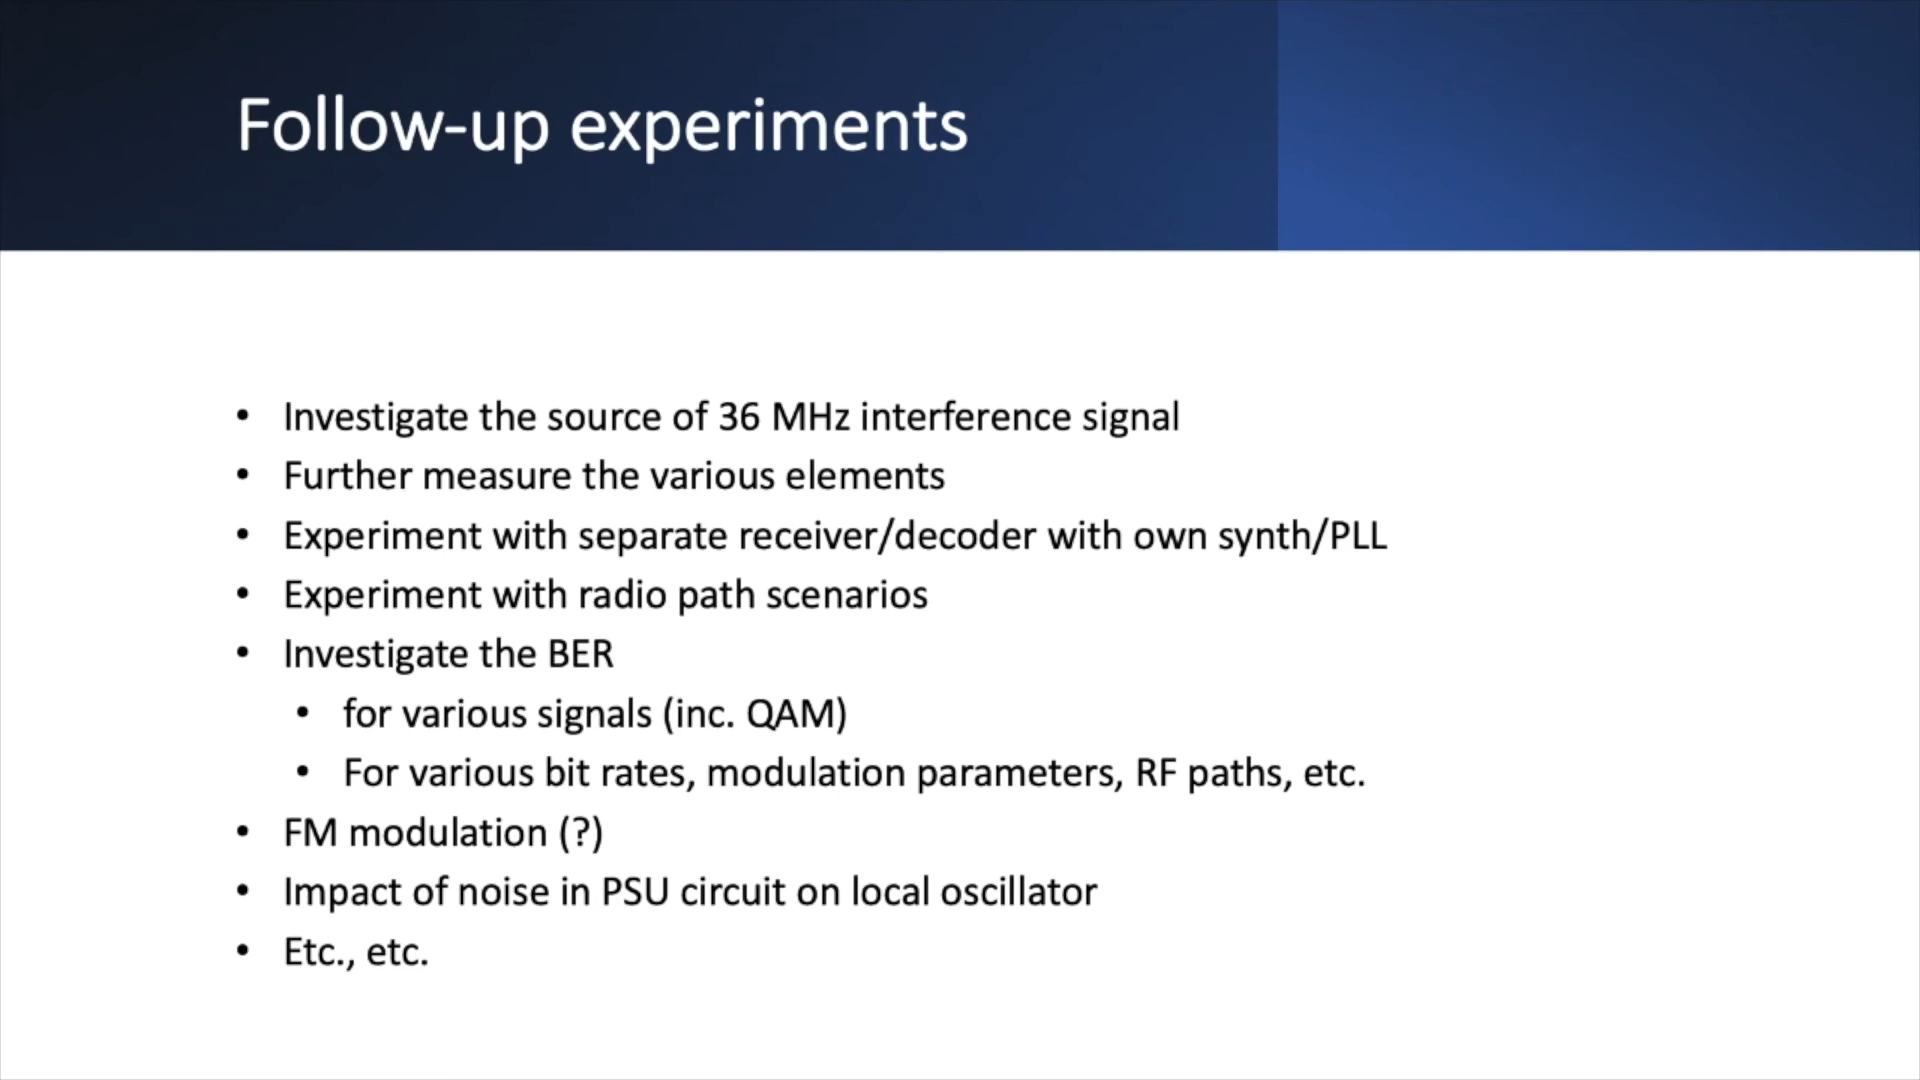 Follow-up experiments
• Investigate the source of 36 MHz interference signal
• Further measure the various elements
• Experiment with separate receiver/decoder with own synth/PLL
• Experiment with radio path scenarios
• Investigate the BER
• for various signals (inc. QAM)
• For various bit rates, modulation parameters, RF paths, etc.
• FM modulation (?)
• Impact of noise in PSU circuit on local oscillator
• Etc., etc.